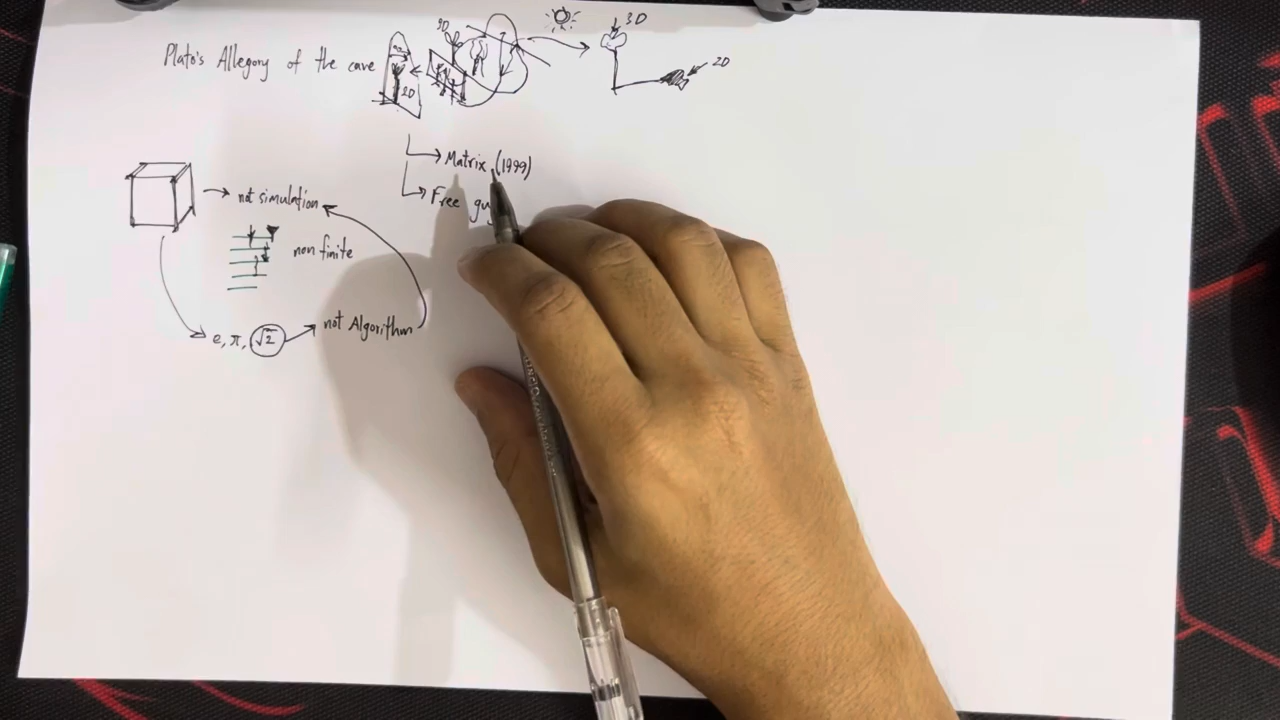 Plato's Allegory of the cave
2D
3D
3D
2D
Matrix (1999)
Free
not simulation
non finite
e, π, √2
not Algorithm